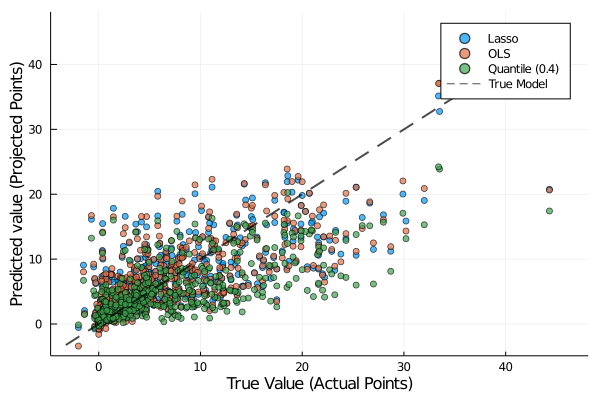 Predicted value (Projected Points)
40
30
20
10
0
Lasso
OLS
Quantile (0.4)
True Model
0
10
20
30
40
True Value (Actual Points)